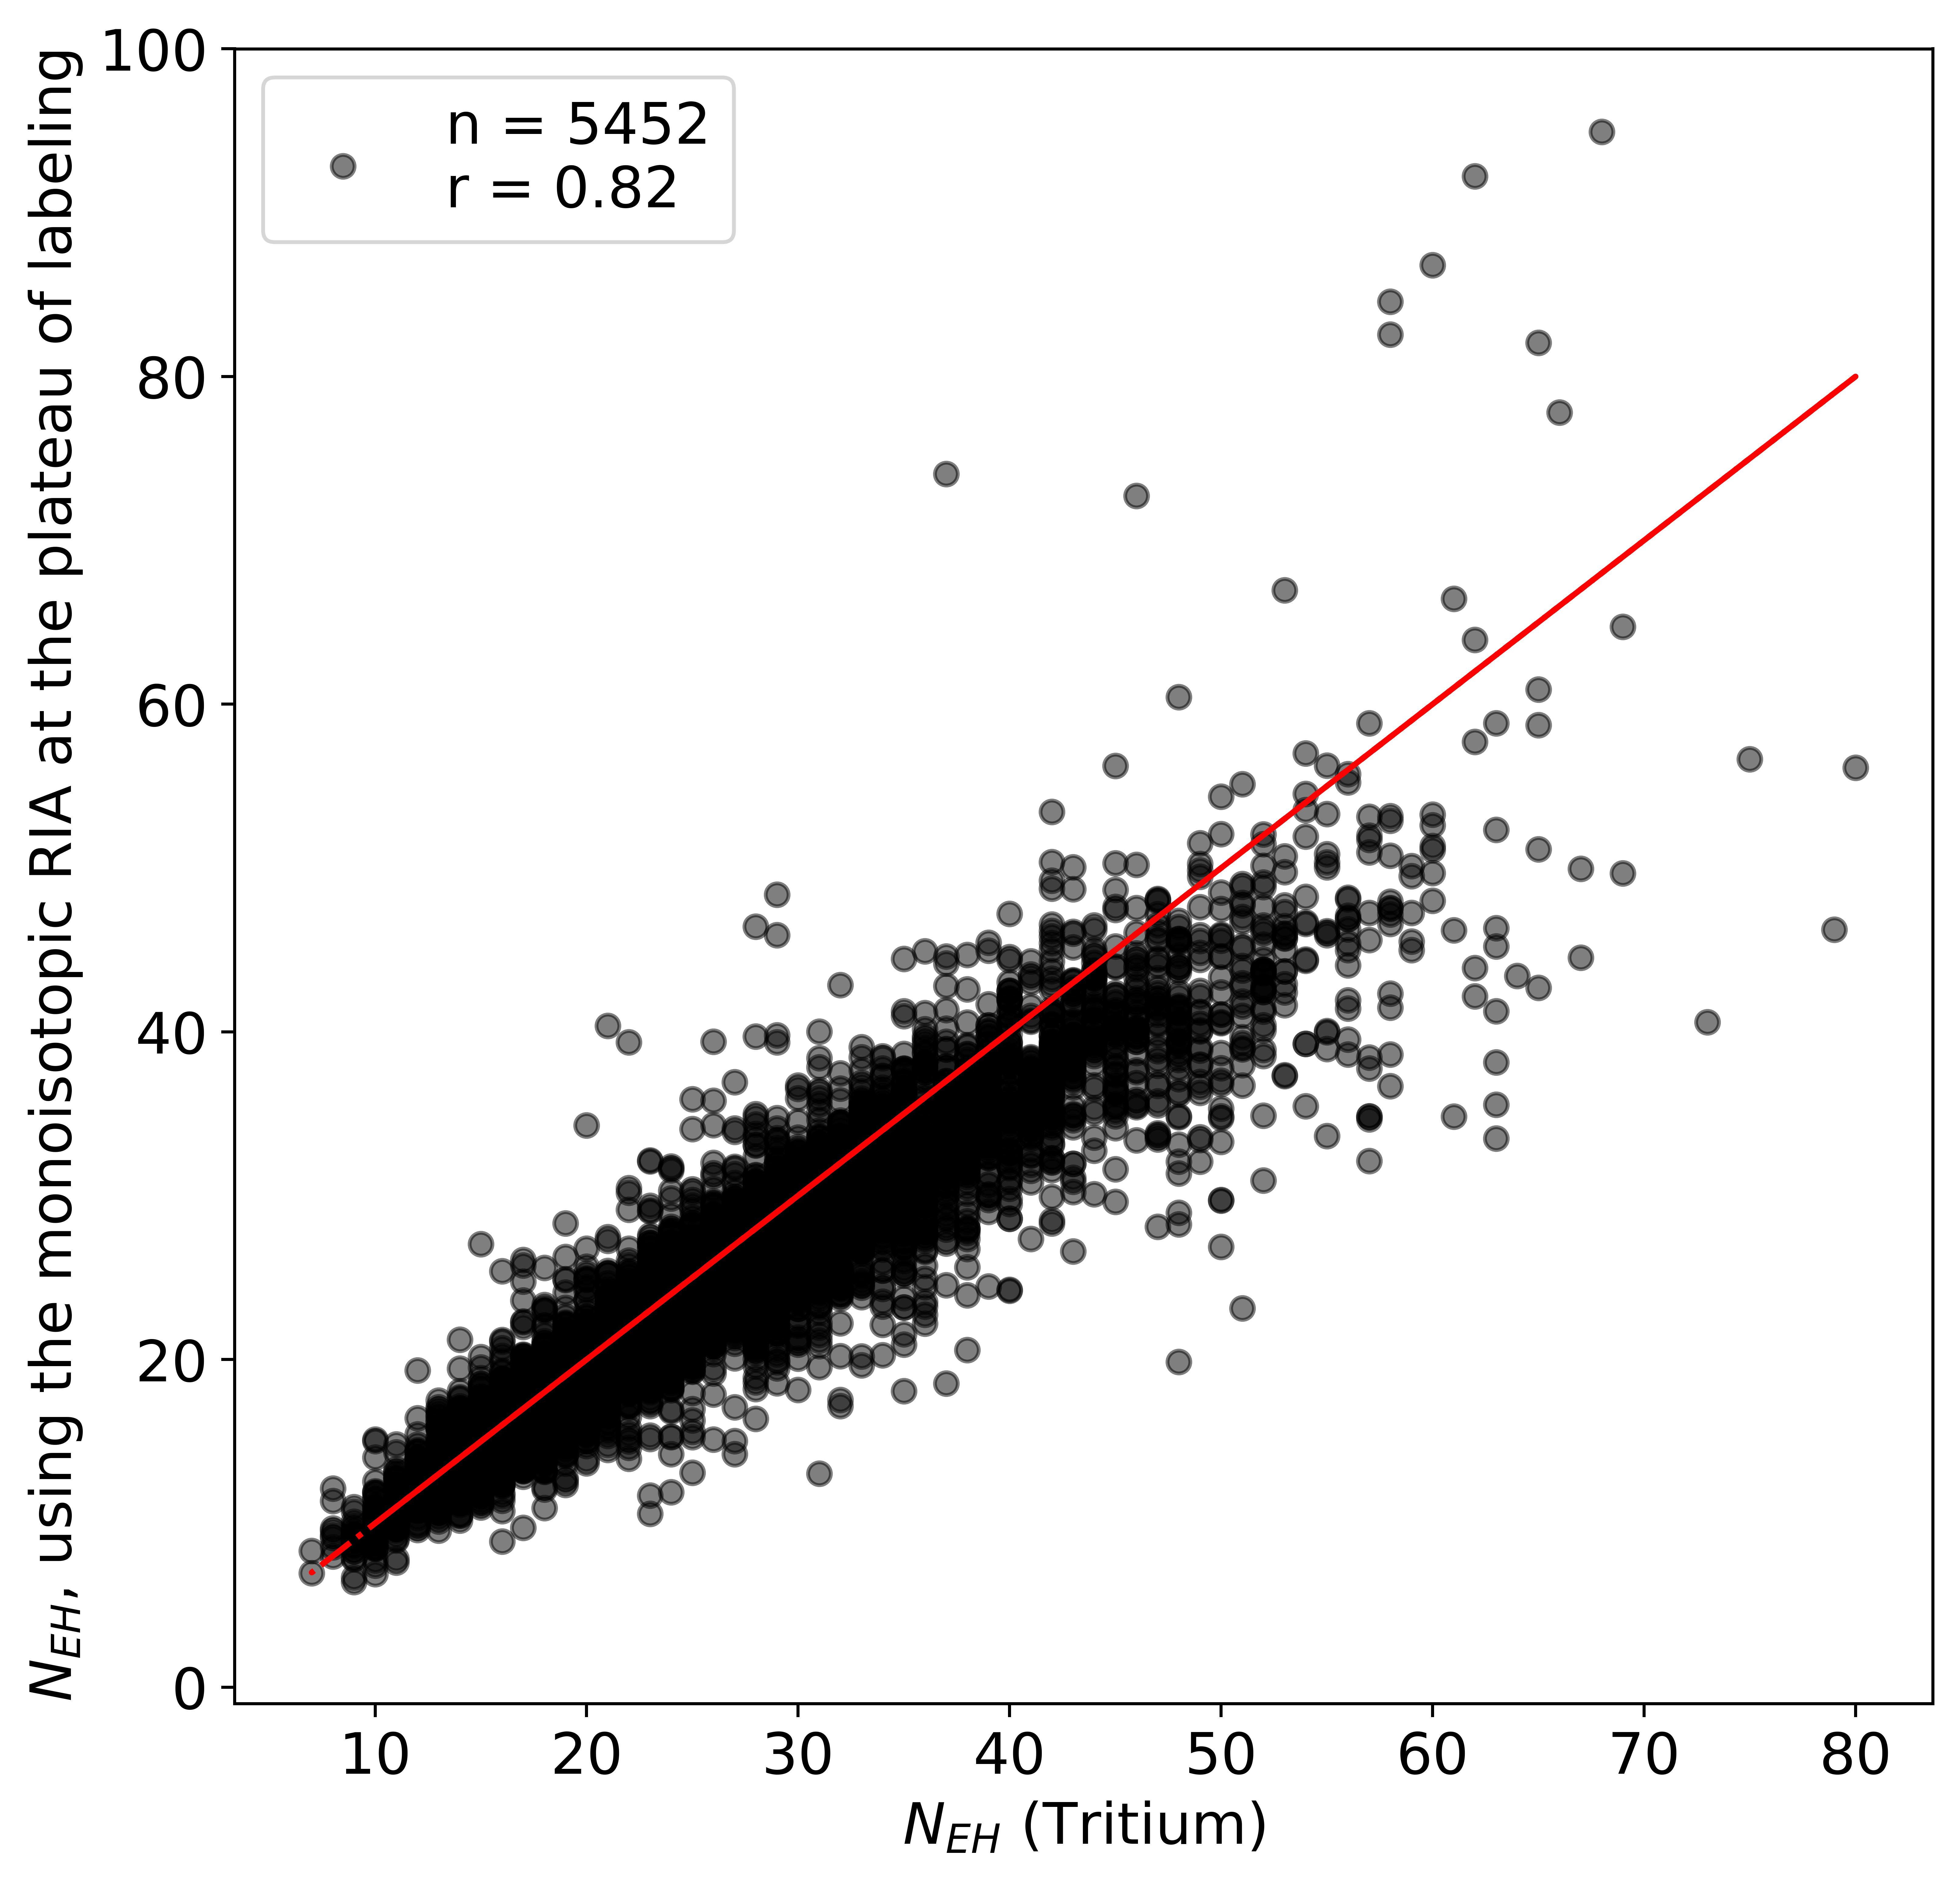 N_EH, using the monoisotopic RIA at the plateau of labeling
100
80
60
40
20
0
n = 5452
r = 0.82
10 20 30 40 50 60 70 80
N_EH (Tritium)